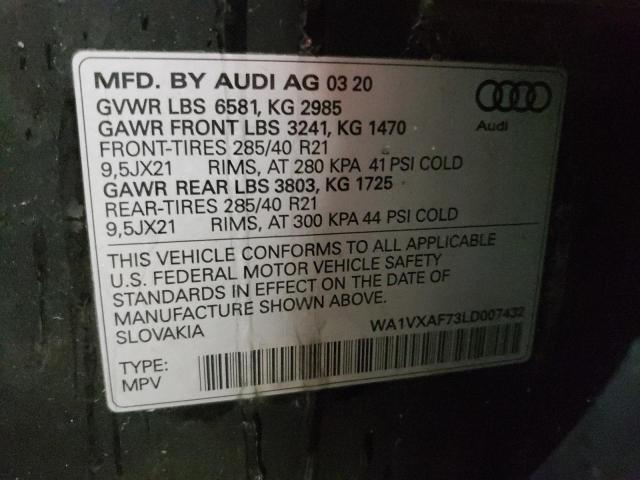 MFD. BY AUDI AG 03 20
GVWR LBS 6581, KG 2985
GAWR FRONT LBS 3241, KG 1470
FRONT-TIRES 285/40 R21
9,5JX21 RIMS, AT 280 KPA 41 PSI COLD
GAWR REAR LBS 3803, KG 1725
REAR-TIRES 285/40 R21
9,5JX21 RIMS, AT 300 KPA 44 PSI COLD
Audi
THIS VEHICLE CONFORMS TO ALL APPLICABLE
U.S. FEDERAL MOTOR VEHICLE SAFETY
STANDARDS IN EFFECT ON THE DATE OF
MANUFACTURE SHOWN ABOVE.
SLOVAKIA
WA1VXAF73LD007432
TYPE:
MPV